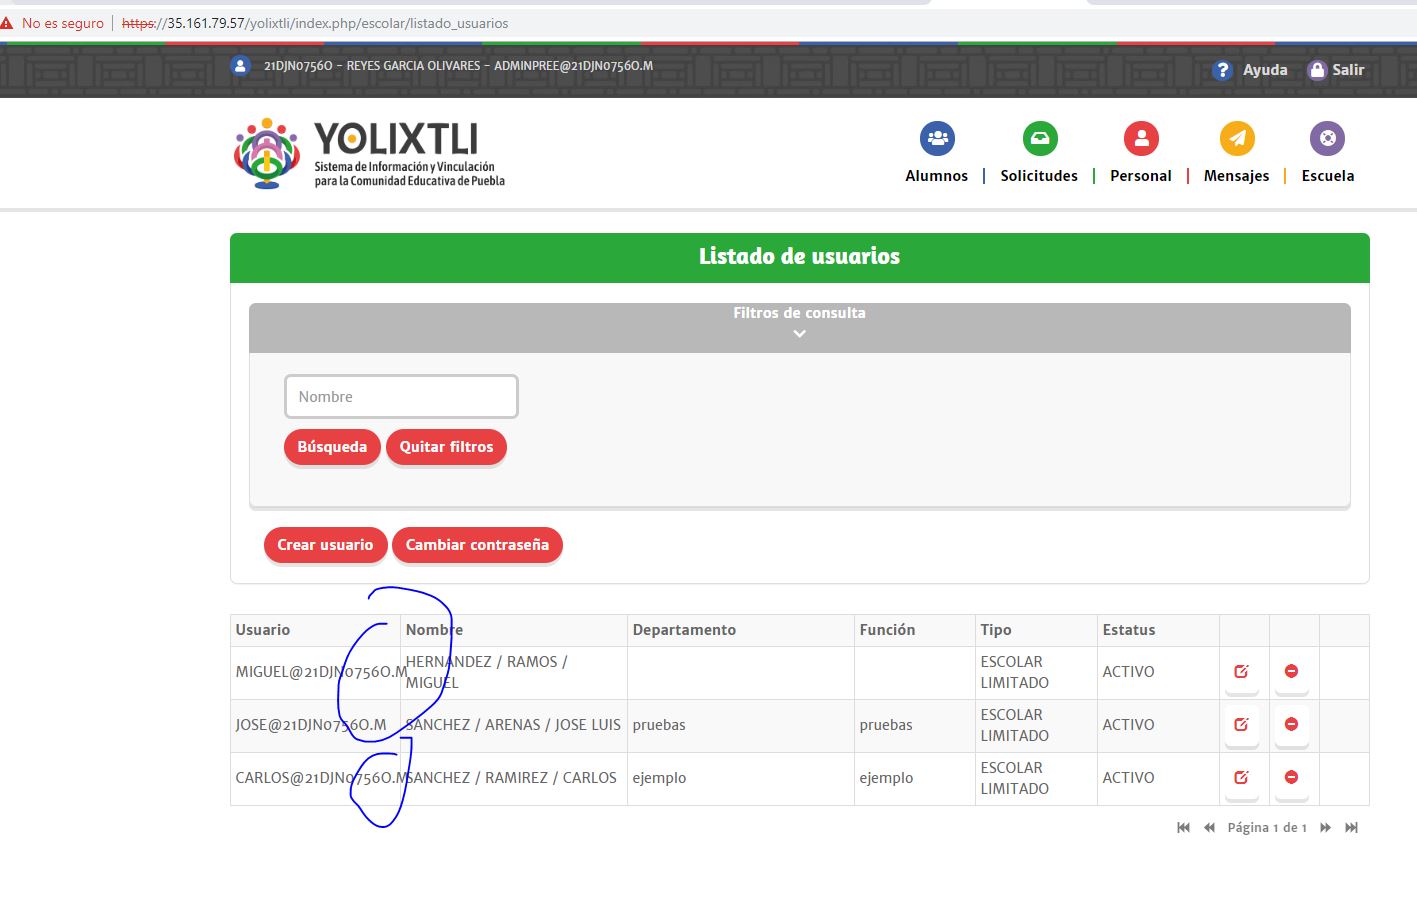 No es seguro | https://35.161.79.57/yolixtli/index.php/escolar/listado_usuarios
21DJN0756O - REYES GARCIA OLIVARES - ADMINPREE@21DJN0756O.M
? Ayuda Salir
YOLIXTLI
Sistema de Información y Vinculación
para la Comunidad Educativa de Puebla
Alumnos | Solicitudes | Personal | Mensajes | Escuela
Listado de usuarios
Filtros de consulta
Nombre
Búsqueda Quitar filtros
Crear usuario Cambiar contraseña
Usuario Nombre Departamento Función Tipo Estatus
MIGUEL@21DJN0756O.M HERNANDEZ / RAMOS / MIGUEL ESCOLAR LIMITADO ACTIVO
JOSE@21DJN0756O.M SANCHEZ / ARENAS / JOSE LUIS pruebas pruebas ESCOLAR LIMITADO ACTIVO
CARLOS@21DJN0756O.M SANCHEZ / RAMIREZ / CARLOS ejemplo ejemplo ESCOLAR LIMITADO ACTIVO
Página 1 de 1